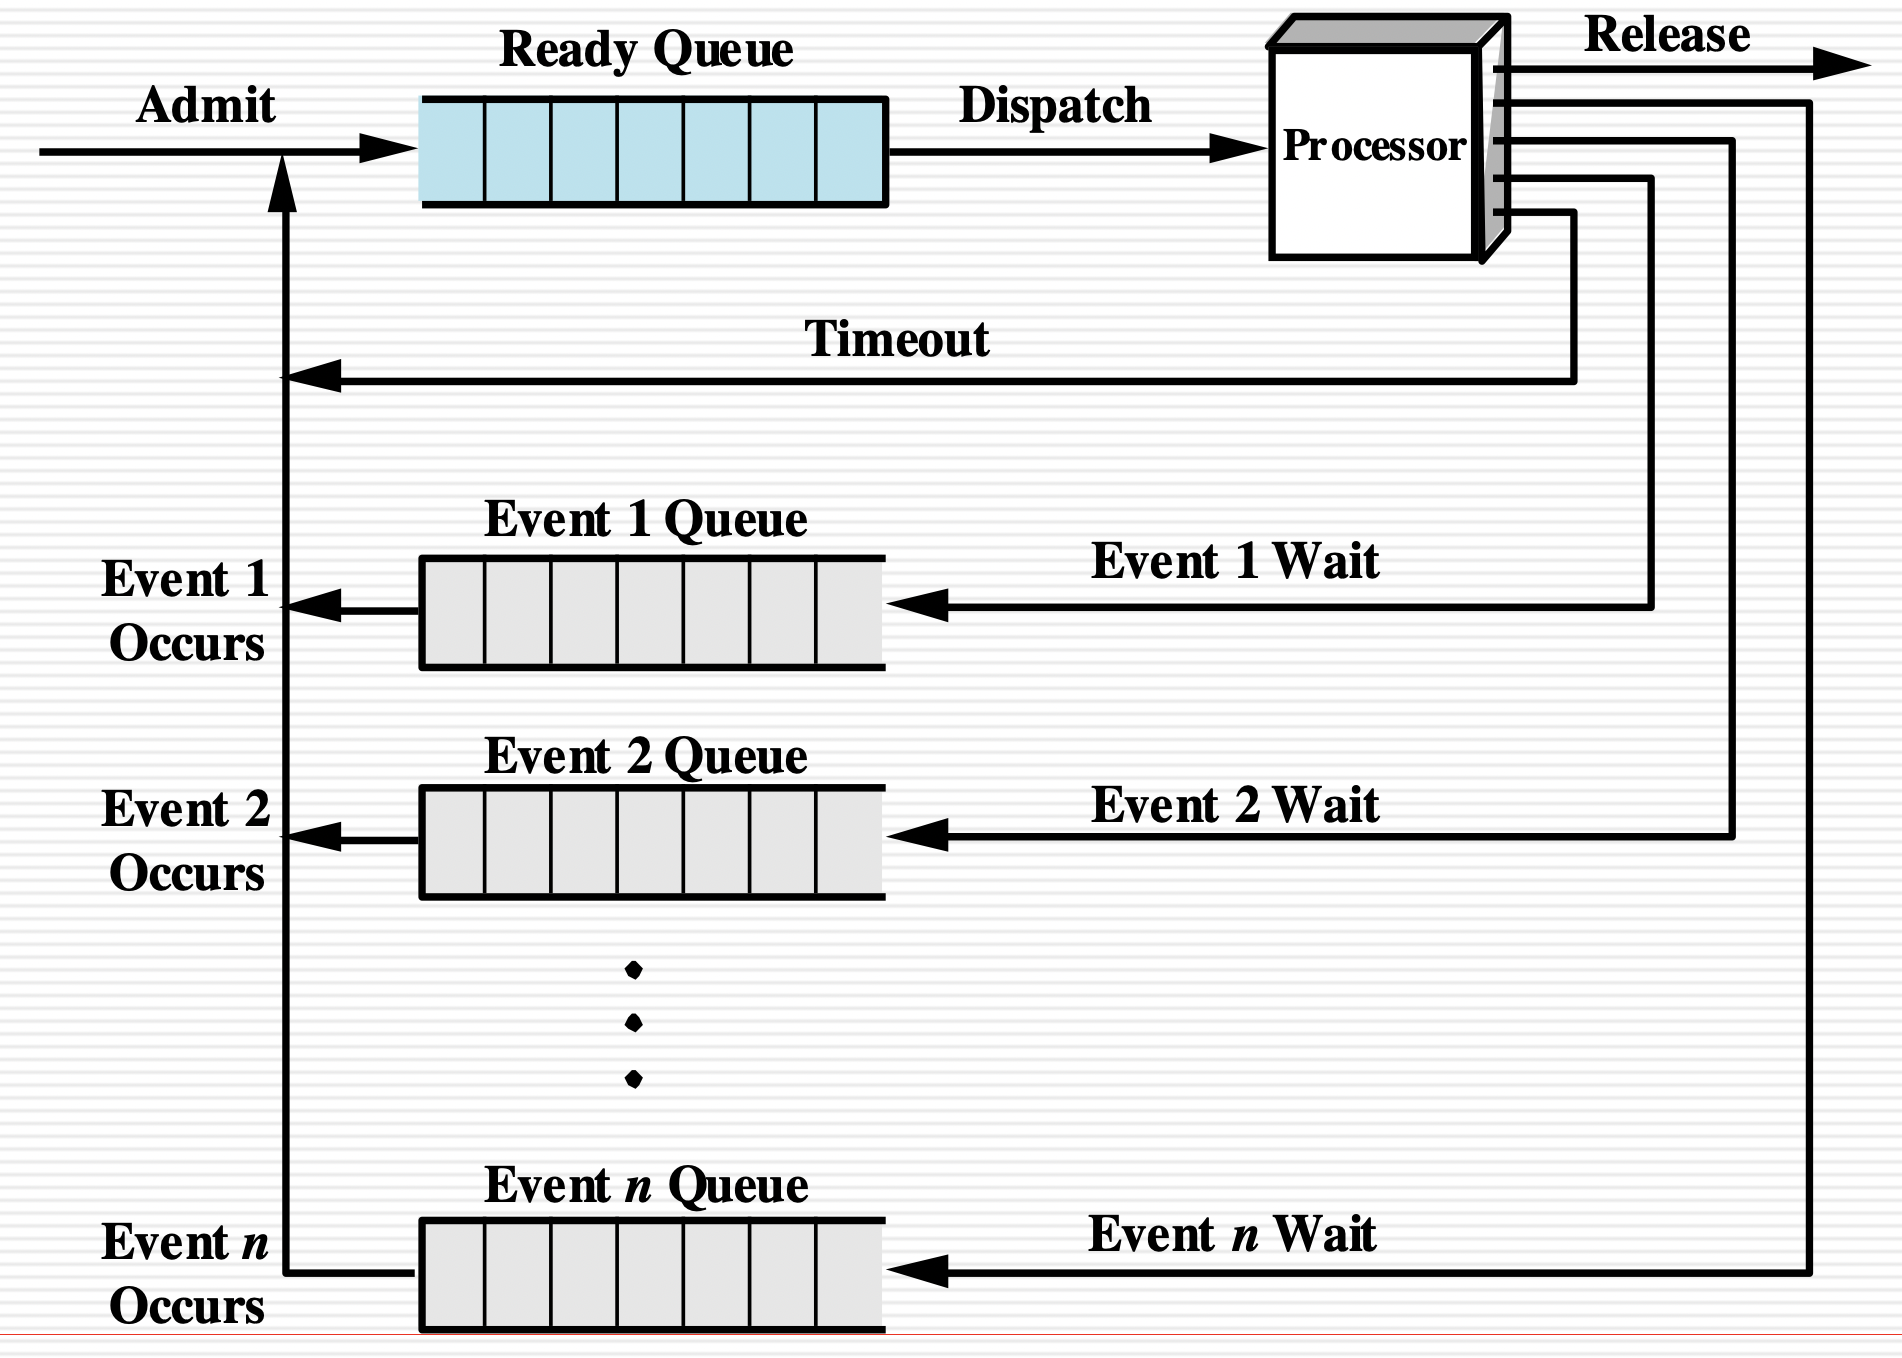 Release
Ready Queue
Admit
Dispatch
Processor
Timeout
Event 1 Queue
Event 1 Wait
Event 1
Occurs
Event 2 Queue
Event 2 Wait
Event 2
Occurs
Event n Queue
Event n Wait
Event n
Occurs